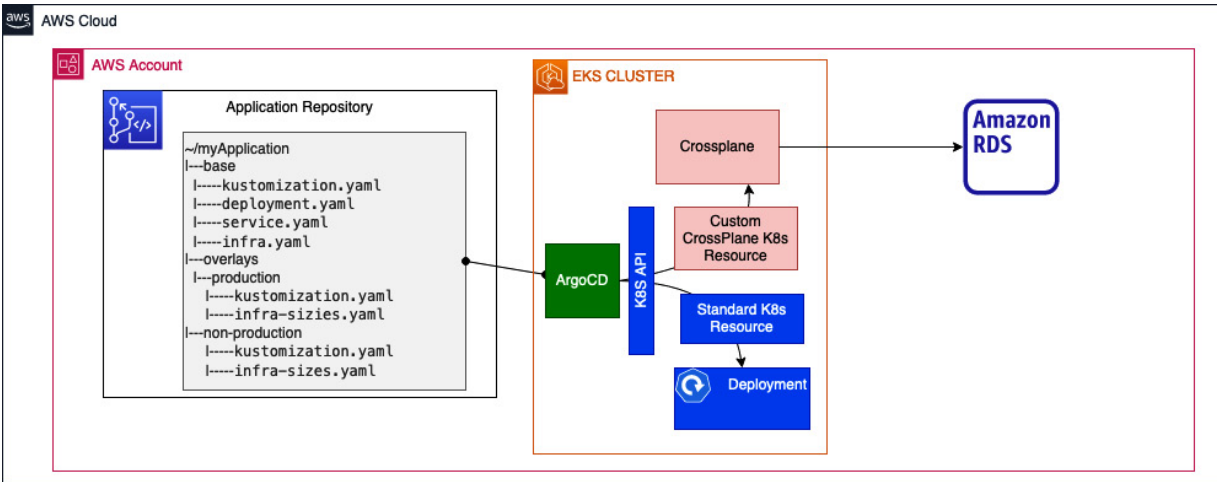 aws
AWS Cloud
AWS Account
Application Repository
~/myApplication
|---base
|-----kustomization.yaml
|-----deployment.yaml
|-----service.yaml
|-----infra.yaml
|---overlays
|---production
|-----kustomization.yaml
|-----infra-sizies.yaml
|---non-production
|-----kustomization.yaml
|-----infra-sizes.yaml
EKS CLUSTER
Crossplane
Custom
CrossPlane K8s
Resource
ArgoCD
K8S API
Standard K8s
Resource
Deployment
Amazon
RDS